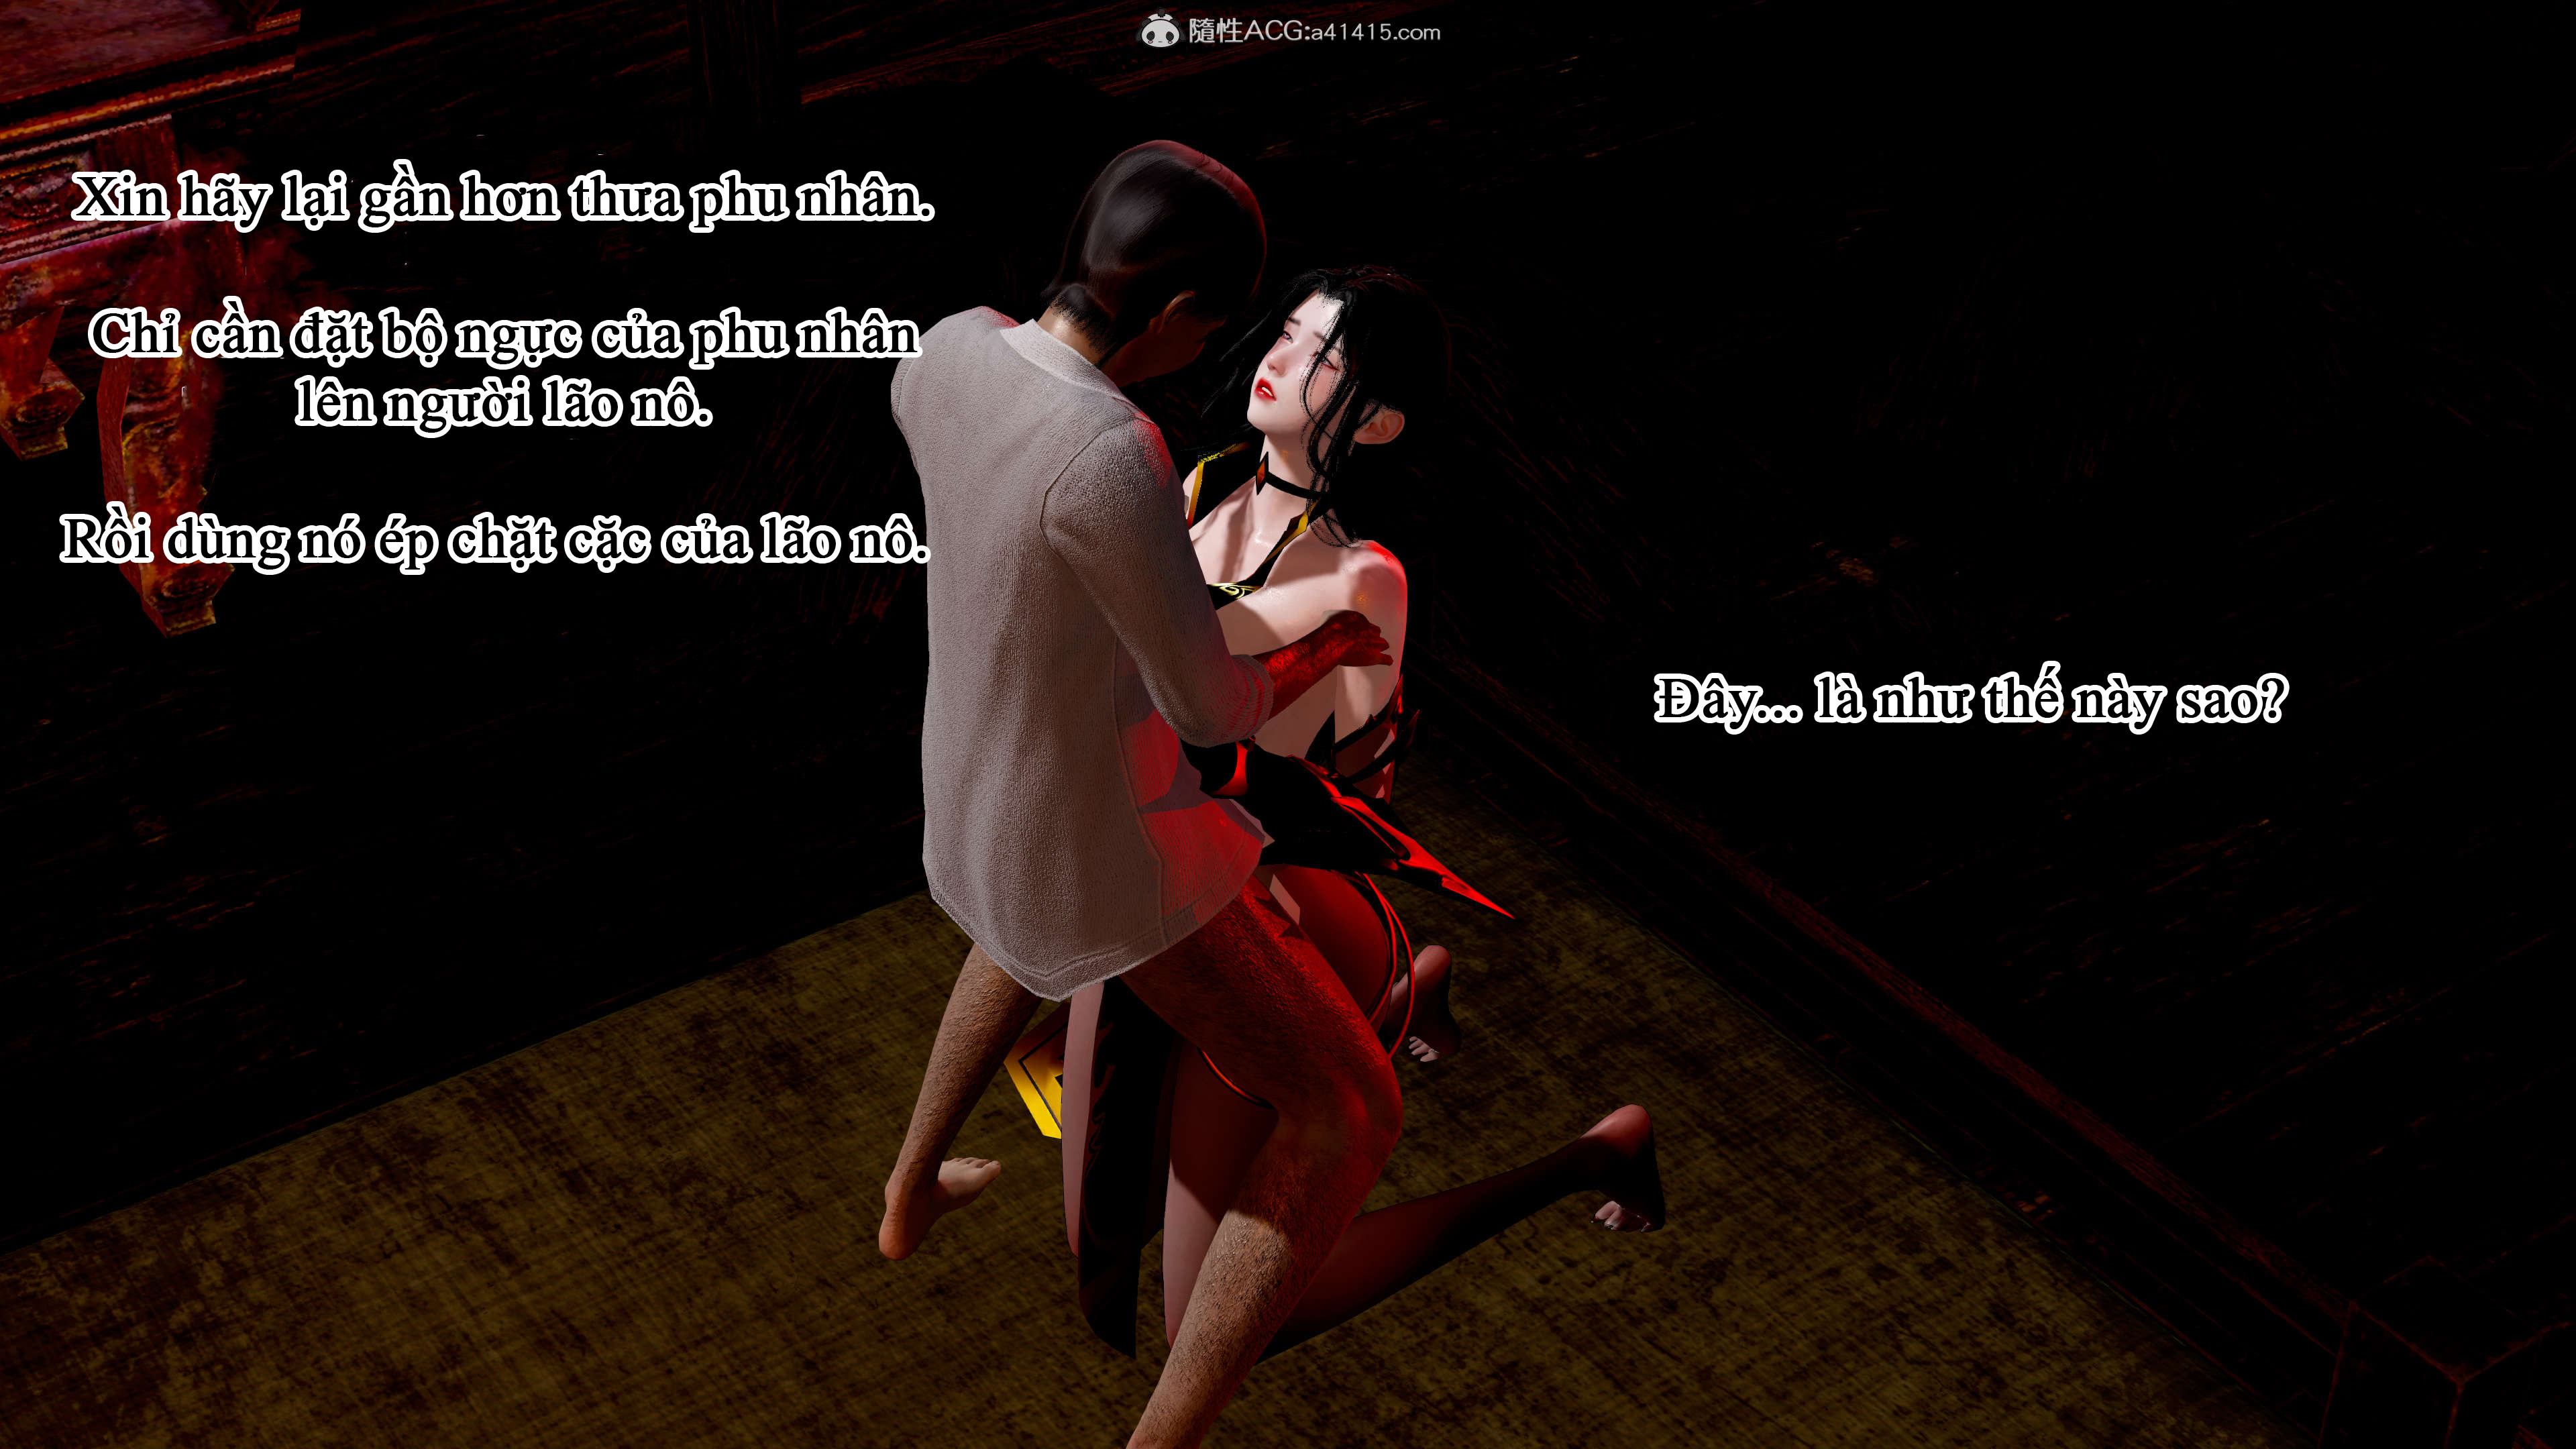 隨性ACG:a41415.com
Xin hãy lại gần hơn thưa phu nhân.
Chỉ cần đặt bộ ngực của phu nhân
lên người lão nô.
Rồi dùng nó ép chặt cặc của lão nô.
Đây... là như thế này sao?